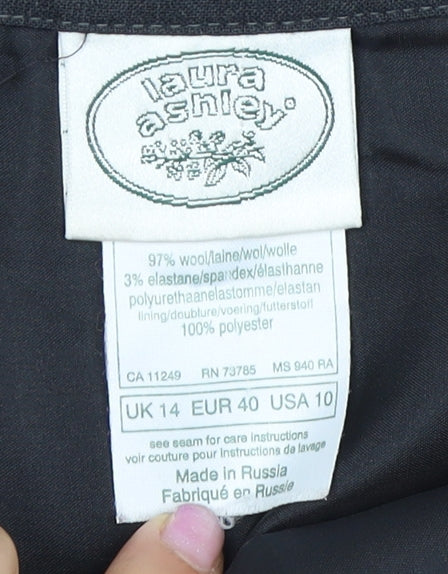 laura
ashley®
97% wool/laine/wol/wolle
3% elastane/spandex/élasthanne
polyurethaanelastomme/elastan
lining/doublure/voering/futterstoff
100% polyester
CA 11249 RN 73785 MS 940 RA
UK 14 EUR 40 USA 10
see seam for care instructions
voir couture pour instructions de lavage
Made in Russia
Fabriqué en Russie